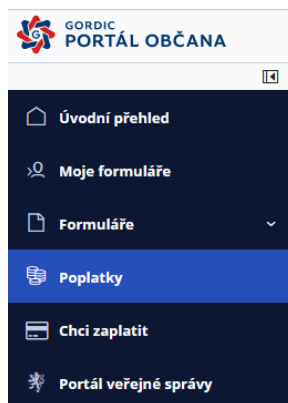 GORDIC
PORTÁL OBČANA
Úvodní přehled
Moje formuláře
Formuláře
Poplatky
Chci zaplatit
Portál veřejné správy